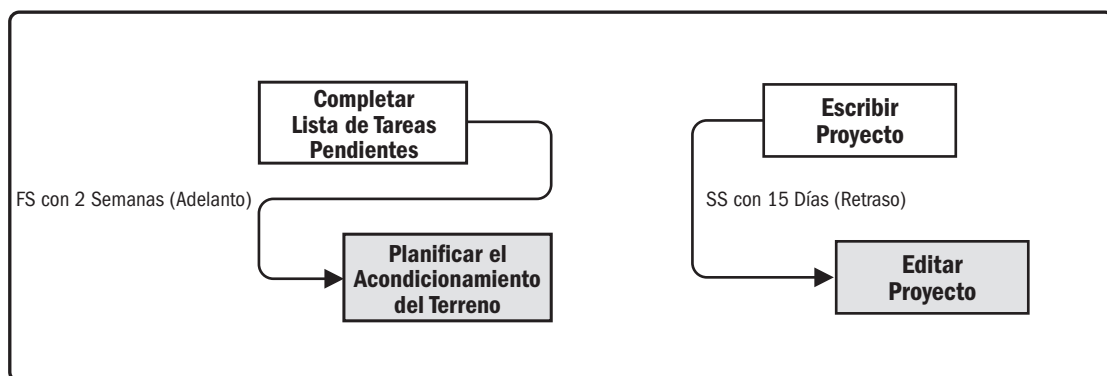 Completar
Lista de Tareas
Pendientes
FS con 2 Semanas (Adelanto)
Planificar el
Acondicionamiento
del Terreno
Escribir
Proyecto
SS con 15 Días (Retraso)
Editar
Proyecto